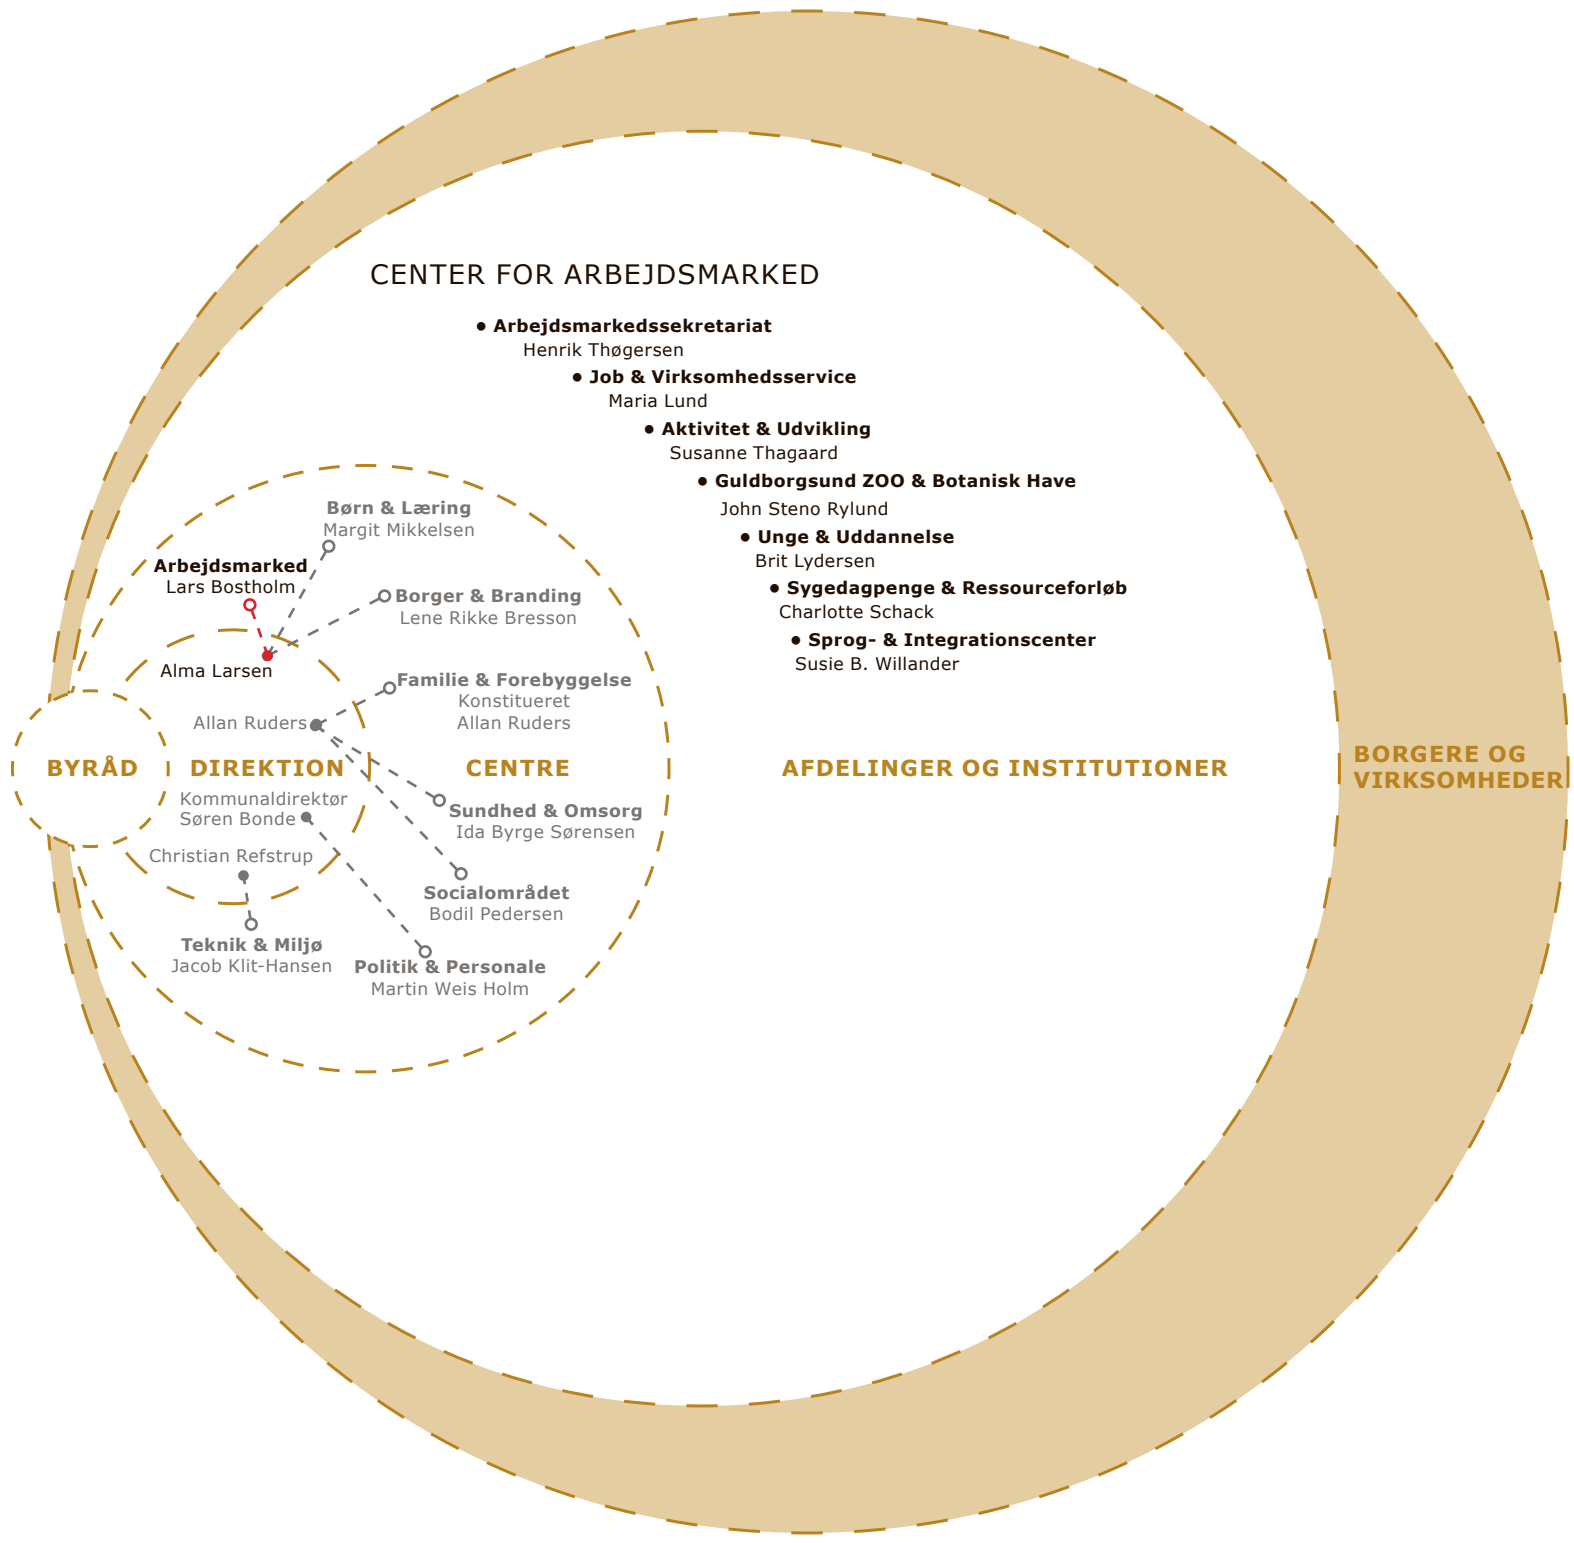 CENTER FOR ARBEJDSMARKED
• Arbejdsmarkedssekretariat
Henrik Thøgersen
• Job & Virksomhedsservice
Maria Lund
• Aktivitet & Udvikling
Susanne Thagaard
• Guldborgsund ZOO & Botanisk Have
John Steno Rylund
• Unge & Uddannelse
Brit Lydersen
• Sygedagpenge & Ressourceforløb
Charlotte Schack
• Sprog- & Integrationscenter
Susie B. Willander
Børn & Læring
Margit Mikkelsen
Arbejdsmarked
Lars Bostholm
Borger & Branding
Lene Rikke Bresson
Alma Larsen
Familie & Forebyggelse
Konstitueret
Allan Ruders
Allan Ruders
BYRÅD
DIREKTION
CENTRE
AFDELINGER OG INSTITUTIONER
BORGERE OG
VIRKSOMHEDER
Kommunaldirektør
Søren Bonde
Sundhed & Omsorg
Ida Byrge Sørensen
Christian Refstrup
Socialområdet
Bodil Pedersen
Teknik & Miljø
Jacob Klit-Hansen
Politik & Personale
Martin Weis Holm